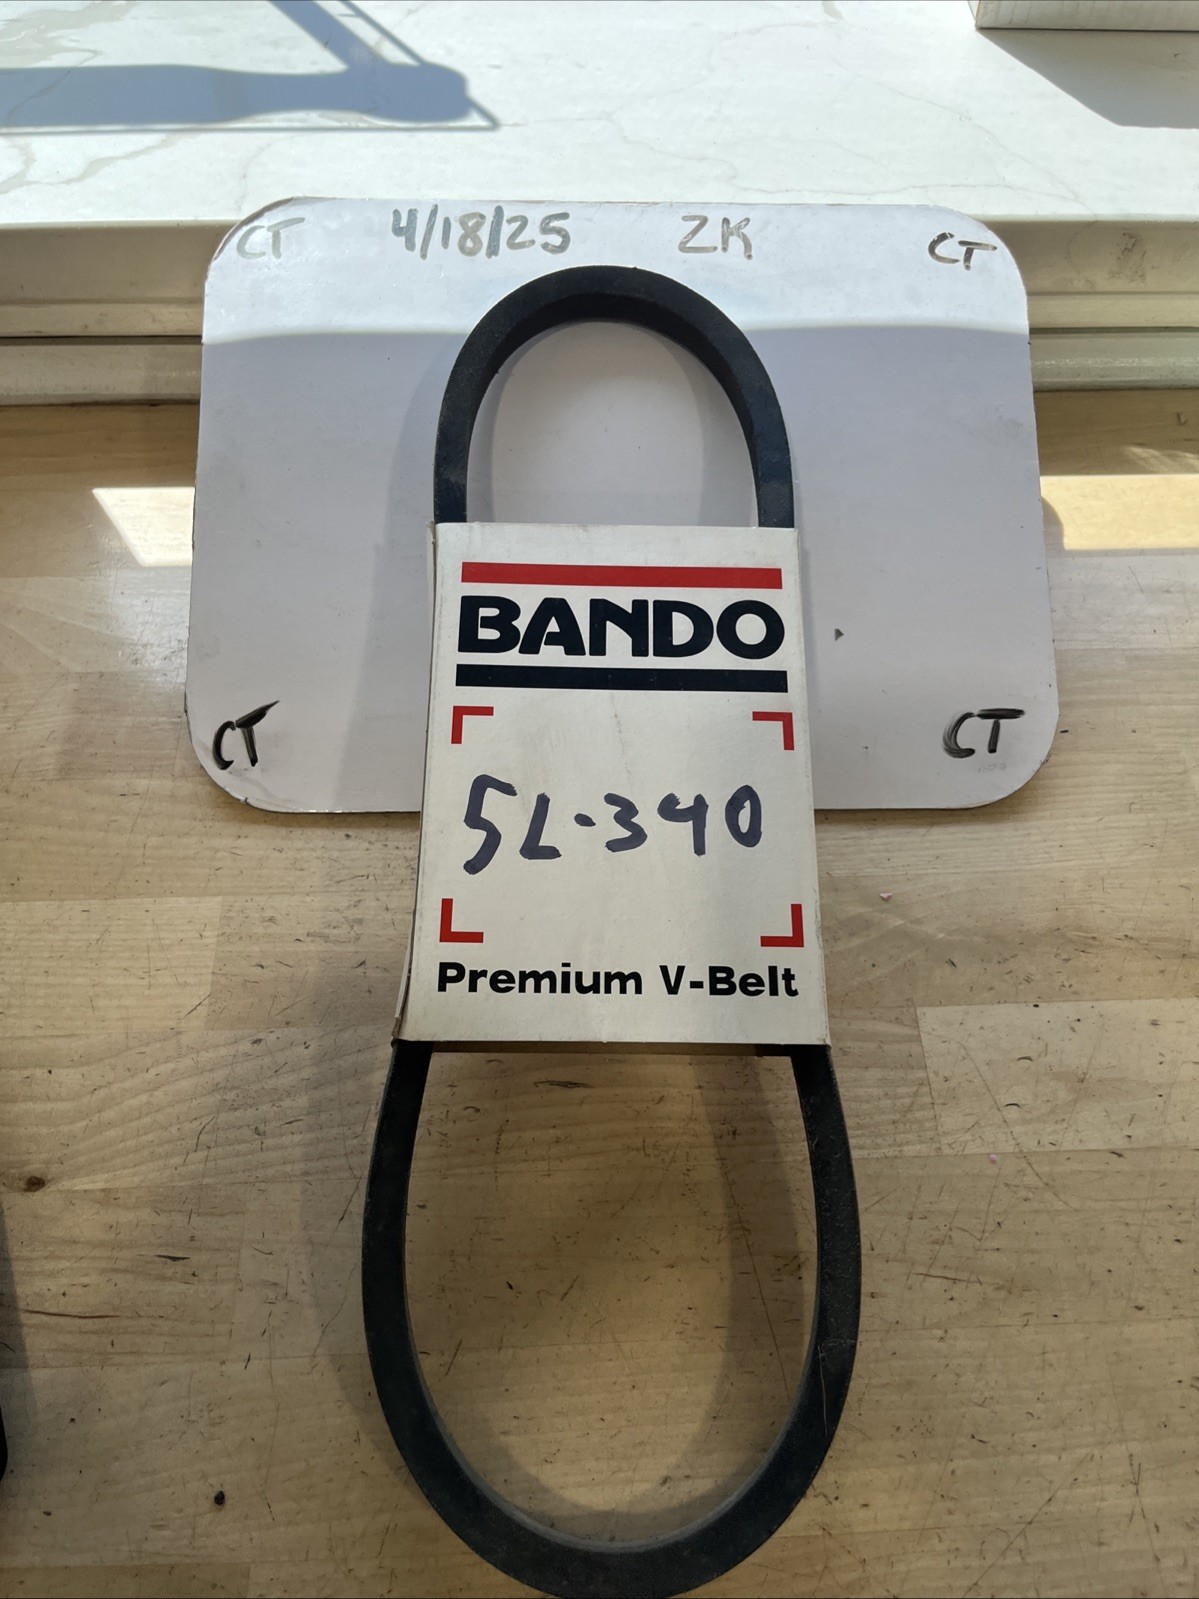 CT 4/18/25 ZK CT
BANDO
CT CT
5L-340
Premium V-Belt